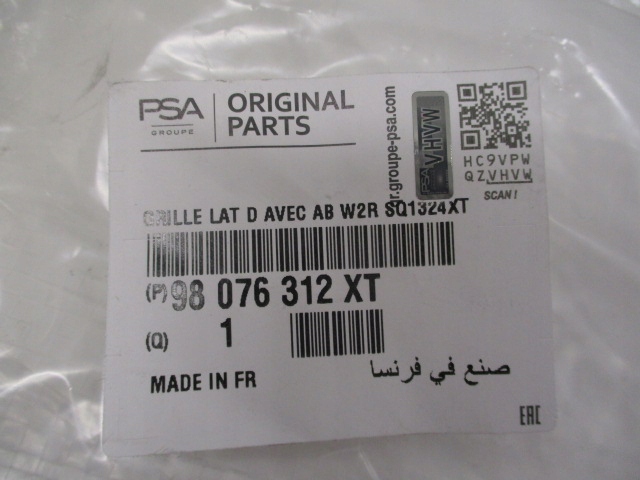 PSA
GROUPE
ORIGINAL
PARTS
qr.groupe-psa.com
PSA VHVW
HC9VPW
QZVHVW
SCAN!
GRILLE LAT D AVEC AB W2R SQ1324XT
(P) 98 076 312 XT
(Q) 1
MADE IN FR
صنع في فرنسا
EAC